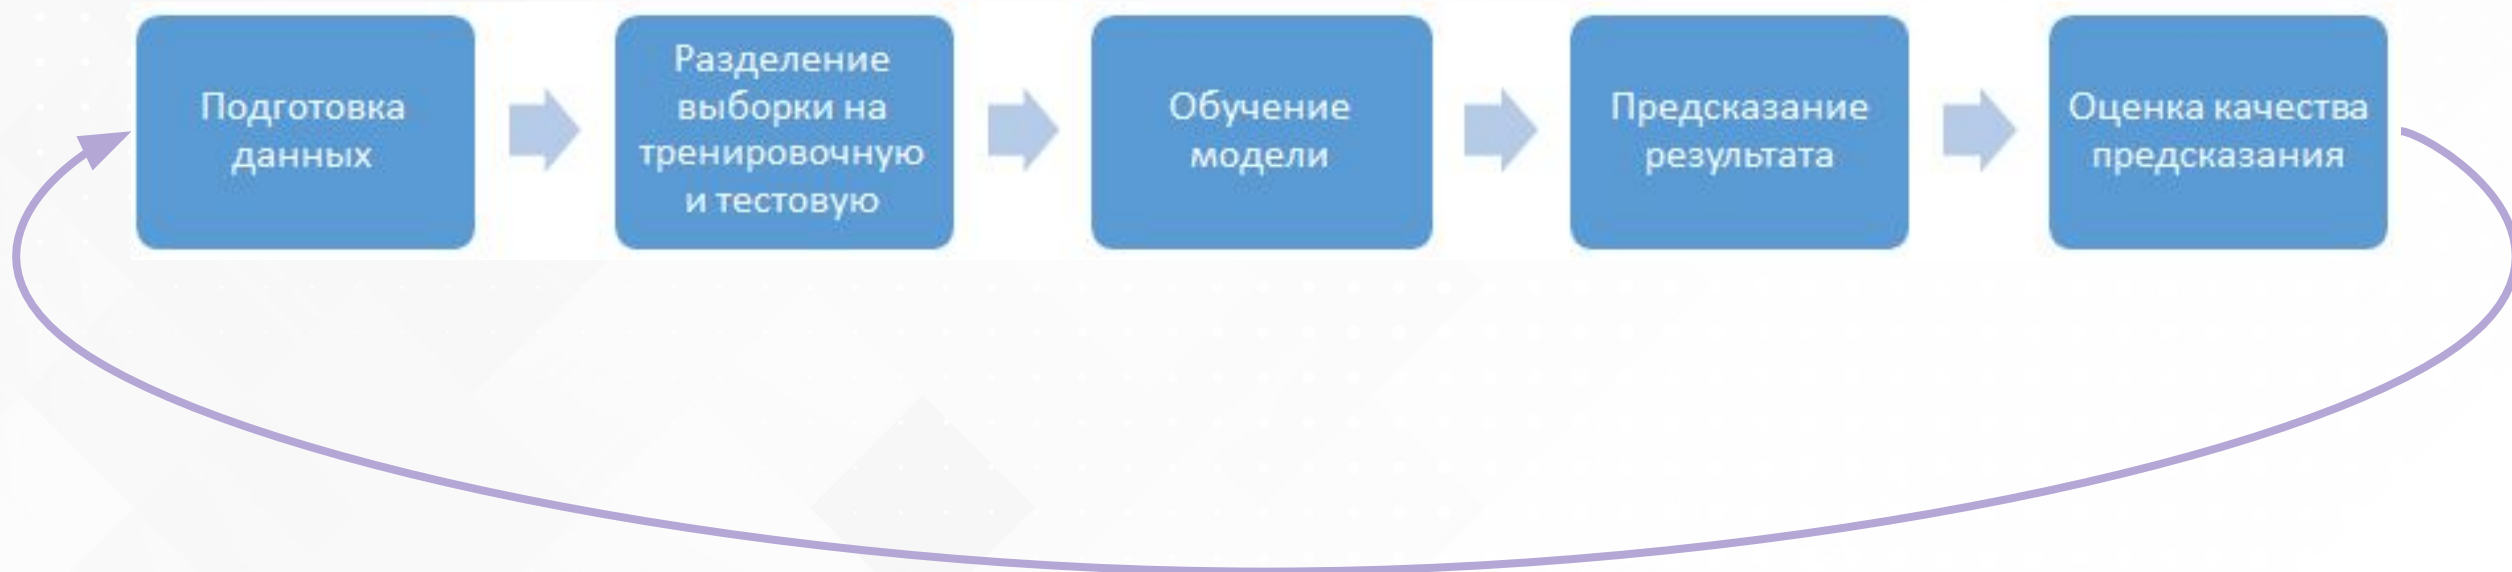 Подготовка
данных
Разделение
выборки на
тренировочную
и тестовую
Обучение
модели
Предсказание
результата
Оценка качества
предсказания